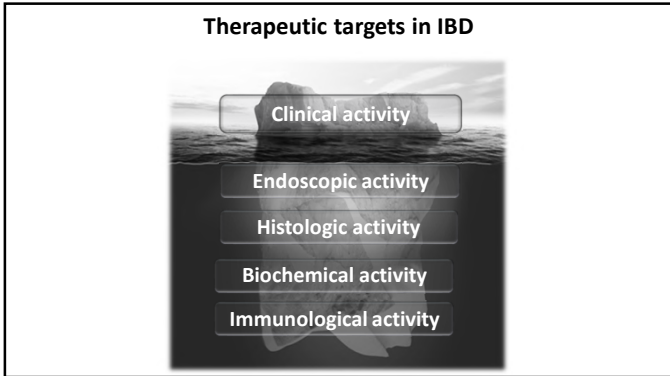 Therapeutic targets in IBD
Clinical activity
Endoscopic activity
Histologic activity
Biochemical activity
Immunological activity